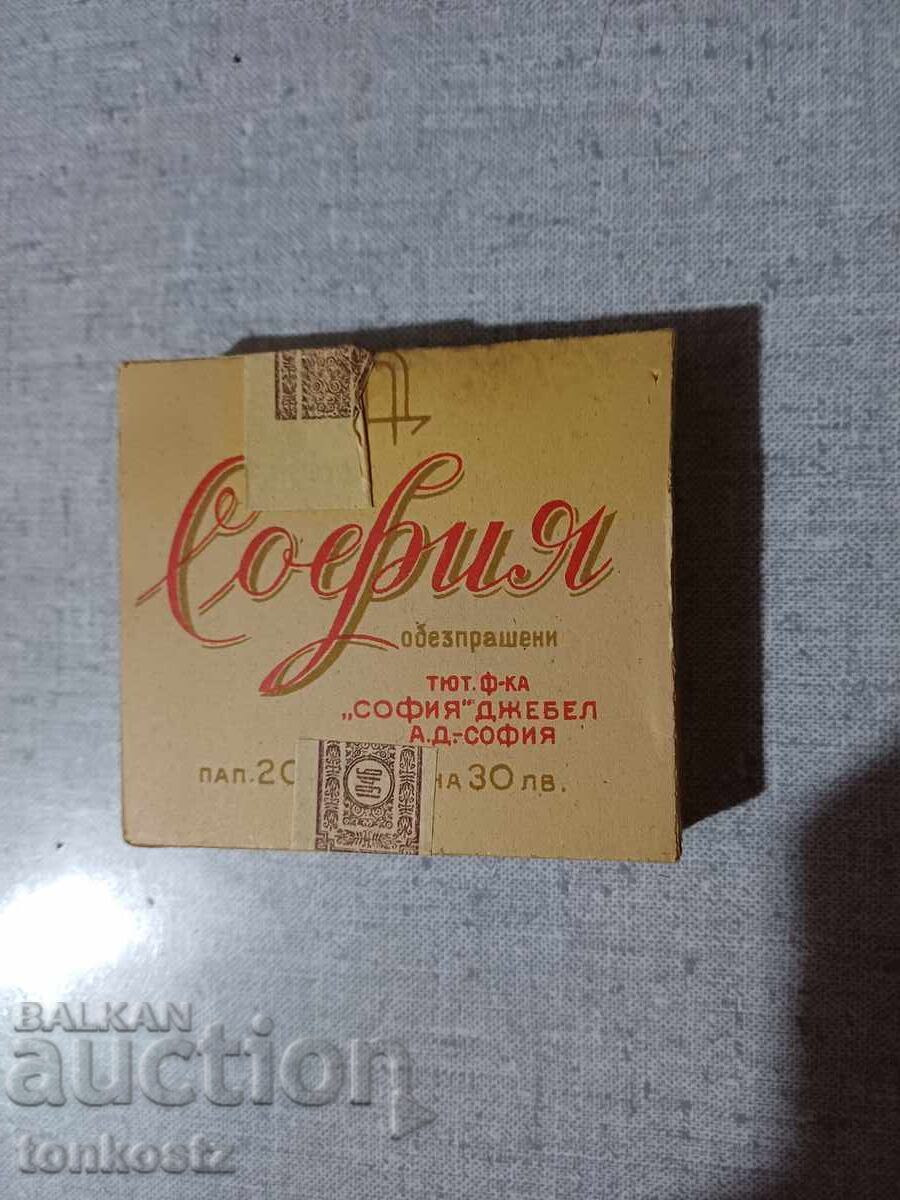 София
обезпрашени
ТЮТ. Ф-КА
„СОФИЯ" ДЖЕБЕЛ
А.Д.-СОФИЯ
ПАП. 20
НА 30 ЛВ.
1946
BALKAN
auction
tonkostz